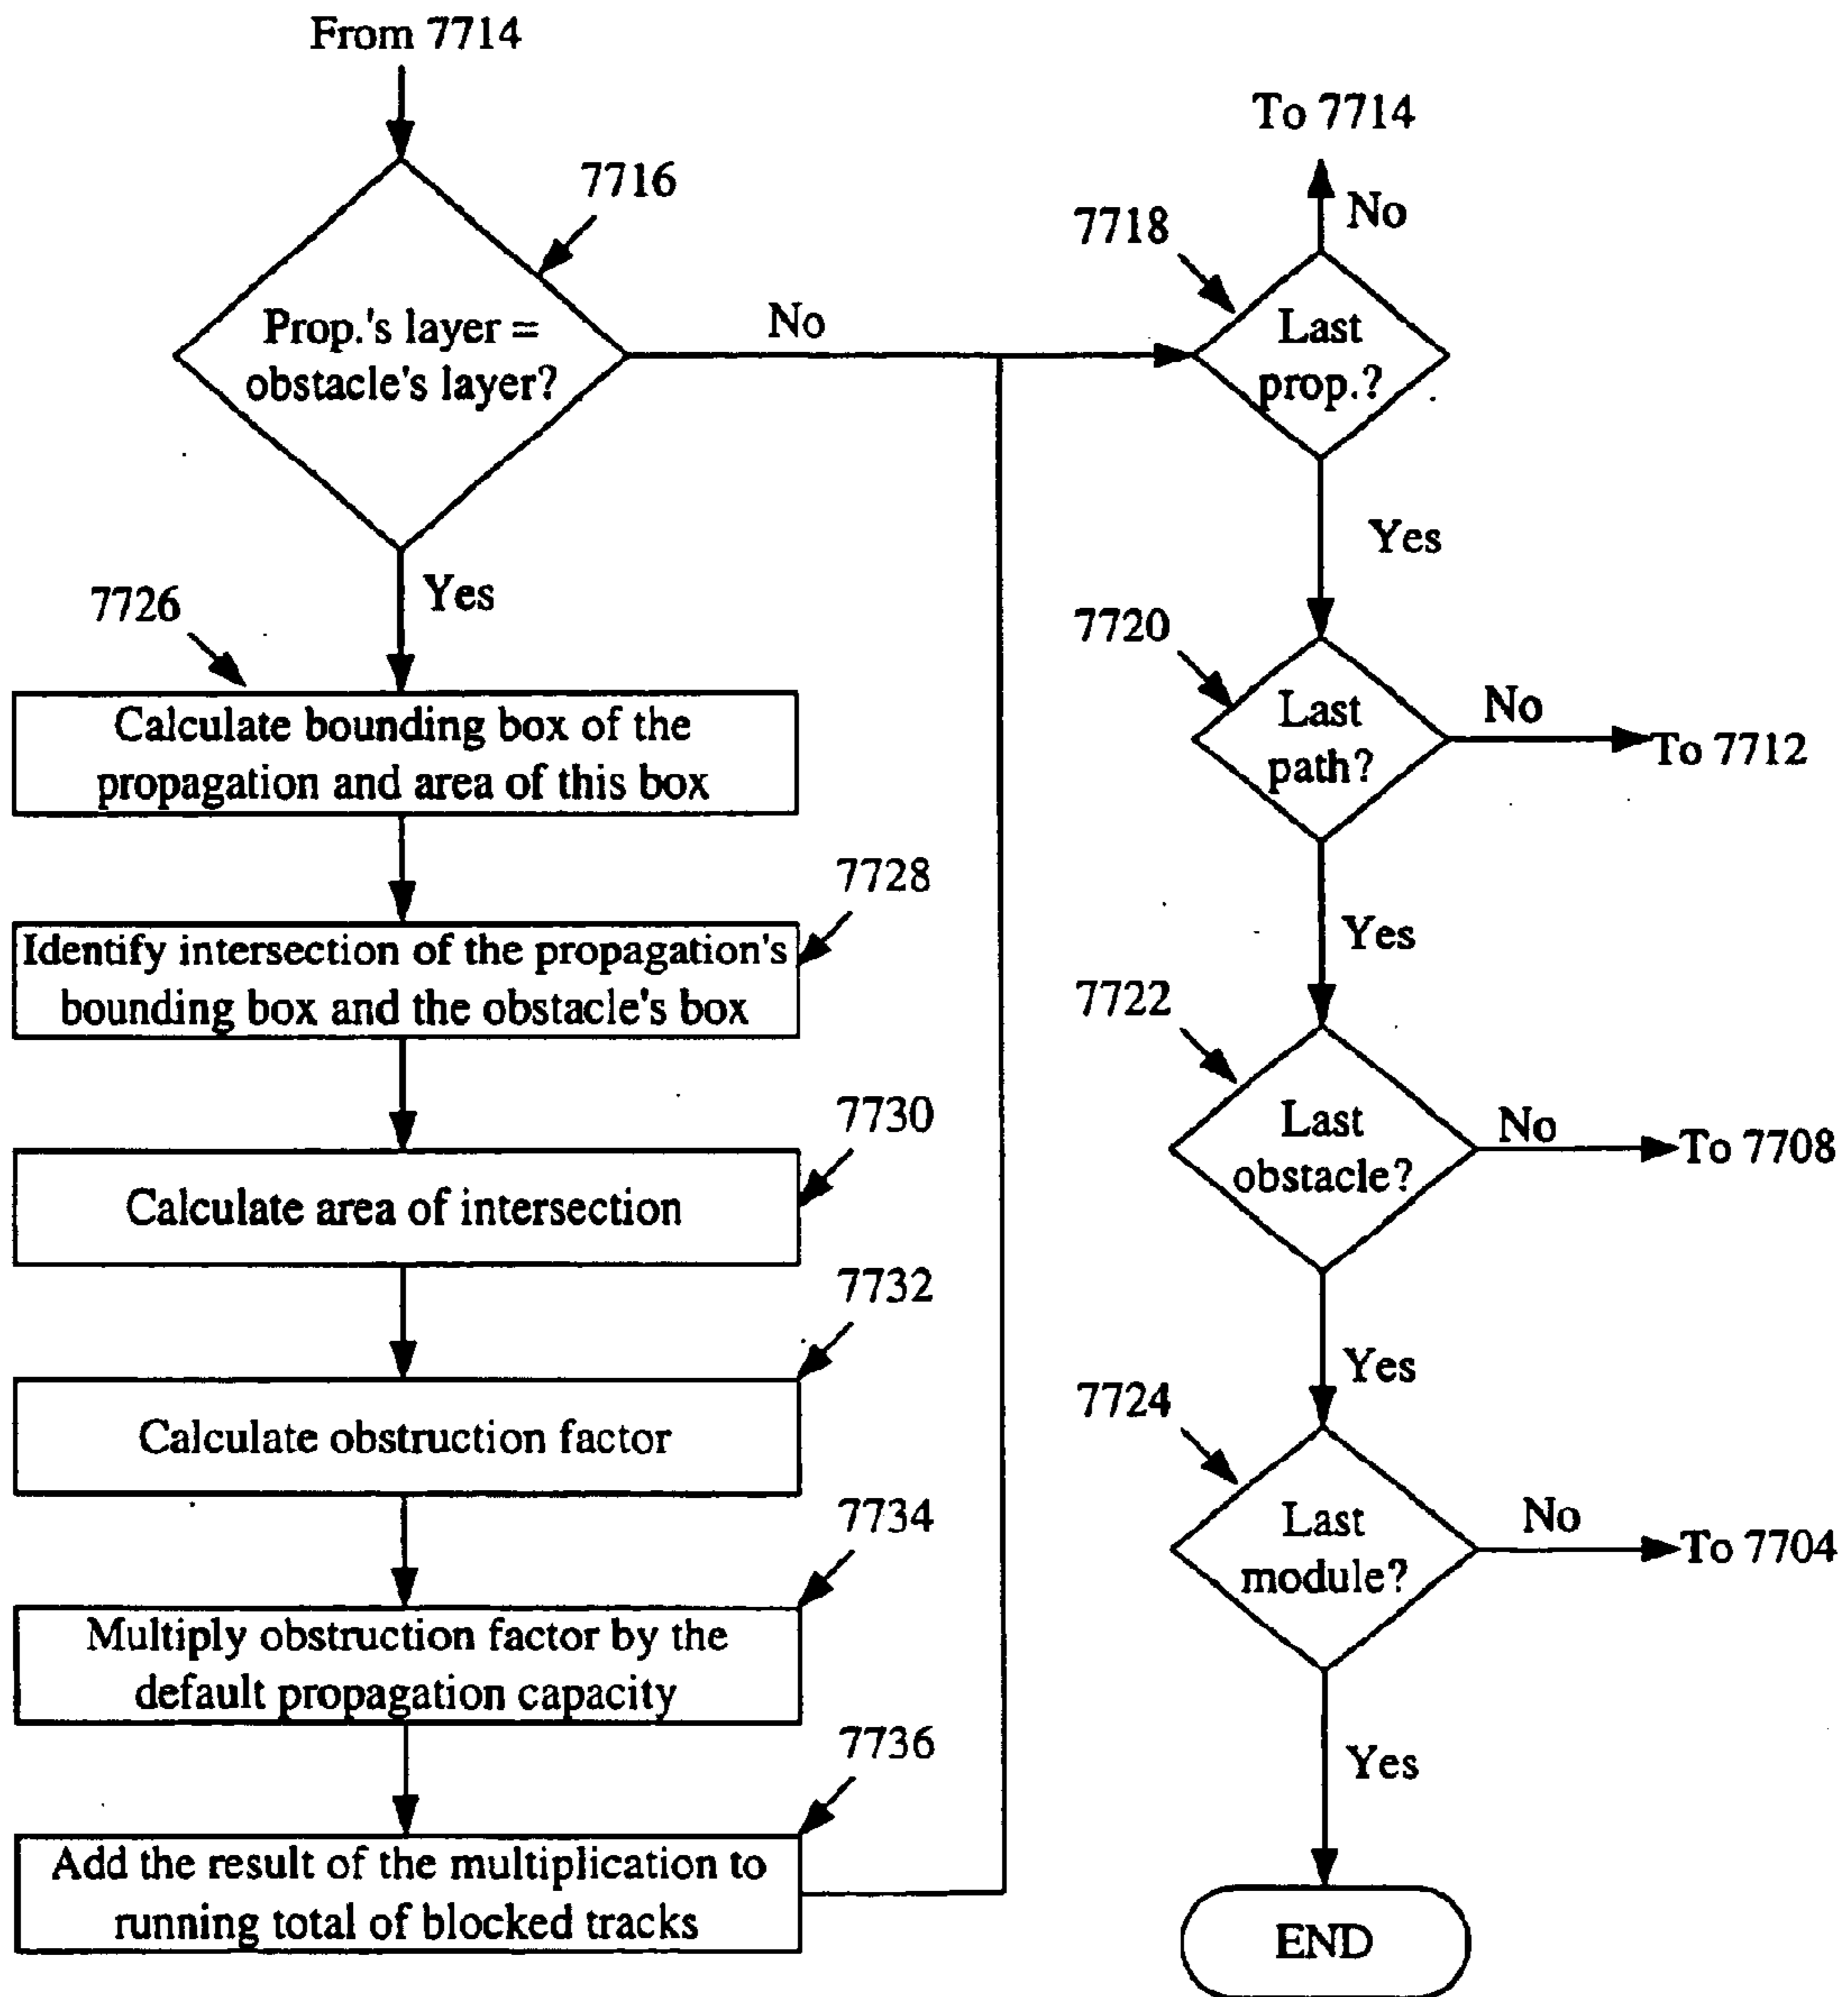 From 7714
7716
Prop.'s layer =
obstacle's layer?
No
Yes
7726
Calculate bounding box of the
propagation and area of this box
7728
Identify intersection of the propagation's
bounding box and the obstacle's box
7730
Calculate area of intersection
7732
Calculate obstruction factor
7734
Multiply obstruction factor by the
default propagation capacity
7736
Add the result of the multiplication to
running total of blocked tracks
To 7714
No
7718
Last
prop.?
Yes
7720
Last
path?
No
To 7712
Yes
7722
Last
obstacle?
No
To 7708
Yes
7724
Last
module?
No
To 7704
Yes
END